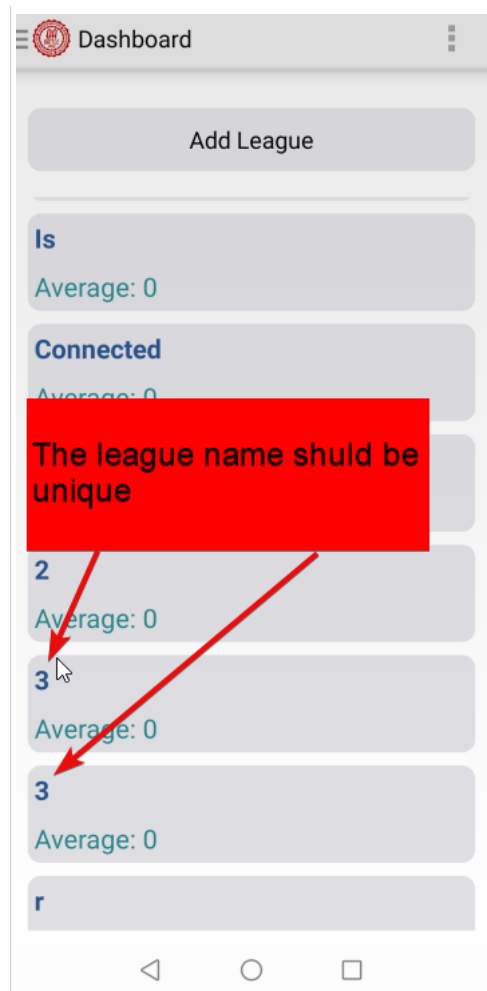 Dashboard
Add League
Is
Average: 0
Connected
Average: 0
The league name shuld be
unique
2
Average: 0
3
Average: 0
3
Average: 0
r